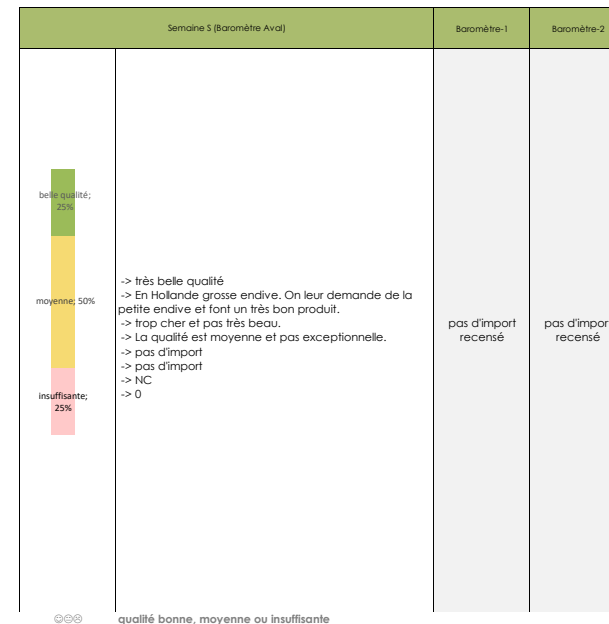 Semaine S (Baromètre Aval)
Baromètre-1
Baromètre-2
belle qualité;
25%
moyenne; 50%
insuffisante;
25%
-> très belle qualité
-> En Hollande grosse endive. On leur demande de la
petite endive et font un très bon produit.
-> trop cher et pas très beau.
-> La qualité est moyenne et pas exceptionnelle.
-> pas d'import
-> pas d'import
-> NC
-> 0
pas d'import
recensé
pas d'impor
recensé
☺😐☹ qualité bonne, moyenne ou insuffisante